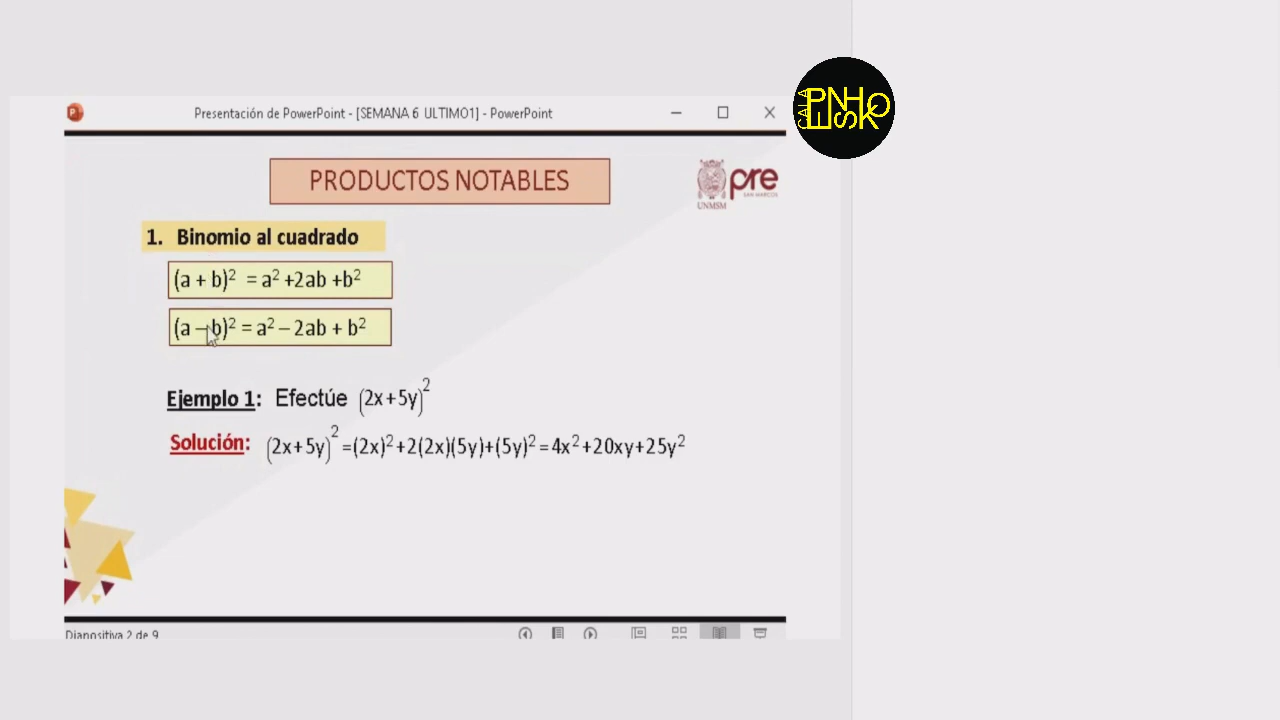 Presentación de PowerPoint - [SEMANA 6 ULTIMO1] - PowerPoint
PRODUCTOS NOTABLES
pre
SAN MARCOS
UNMSM
1. Binomio al cuadrado
(a + b)² = a² +2ab +b²
(a – b)² = a² – 2ab + b²
Ejemplo 1: Efectúe (2x+5y)²
Solución: (2x+5y)² =(2x)²+2(2x)(5y)+(5y)²=4x²+20xy+25y²
Diapositiva 2 de 9